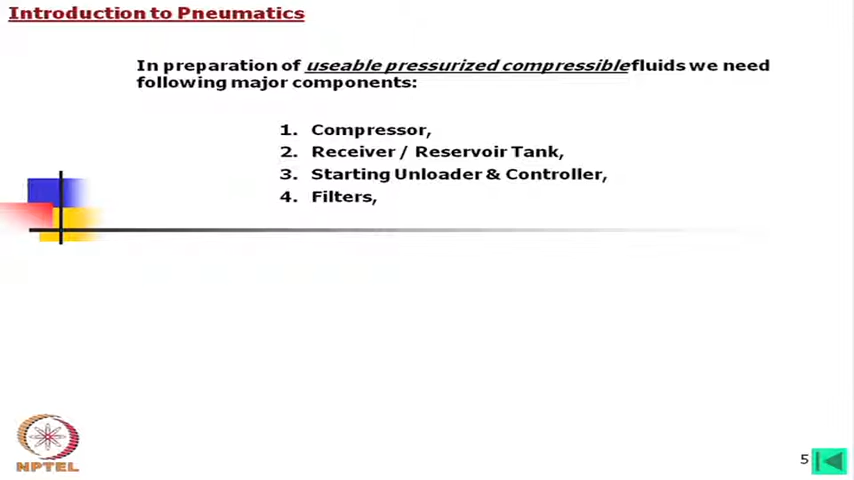 Introduction to Pneumatics
In preparation of useable pressurized compressible fluids we need
following major components:
1. Compressor,
2. Receiver / Reservoir Tank,
3. Starting Unloader & Controller,
4. Filters,
NPTEL
5